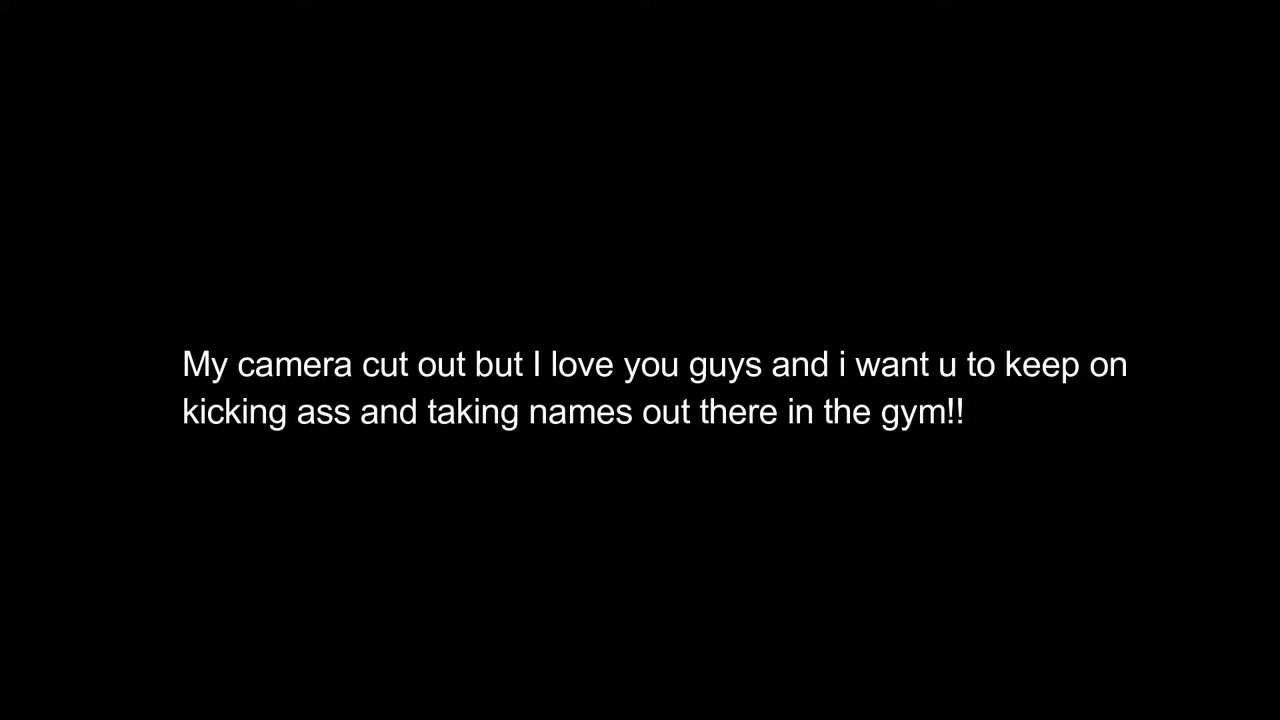 My camera cut out but I love you guys and i want u to keep on
kicking ass and taking names out there in the gym!!